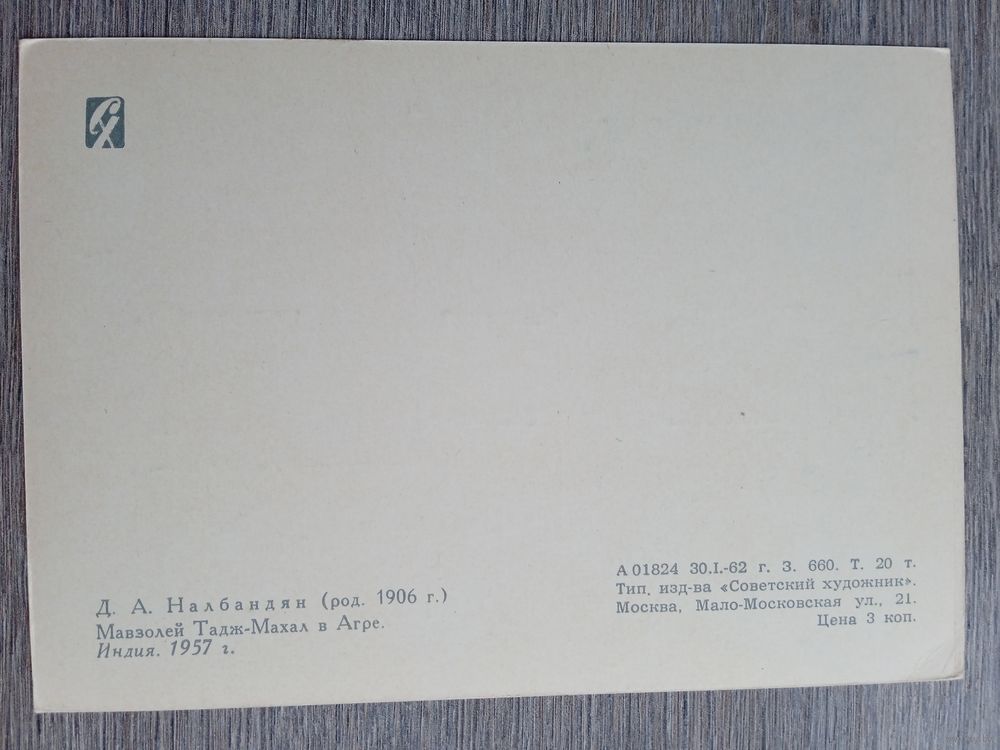 СХ
Д. А. Налбандян (род. 1906 г.)
Мавзолей Тадж-Махал в Агре.
Индия. 1957 г.
А 01824 30.I.-62 г. З. 660. Т. 20 т.
Тип. изд-ва «Советский художник».
Москва, Мало-Московская ул., 21.
Цена 3 коп.